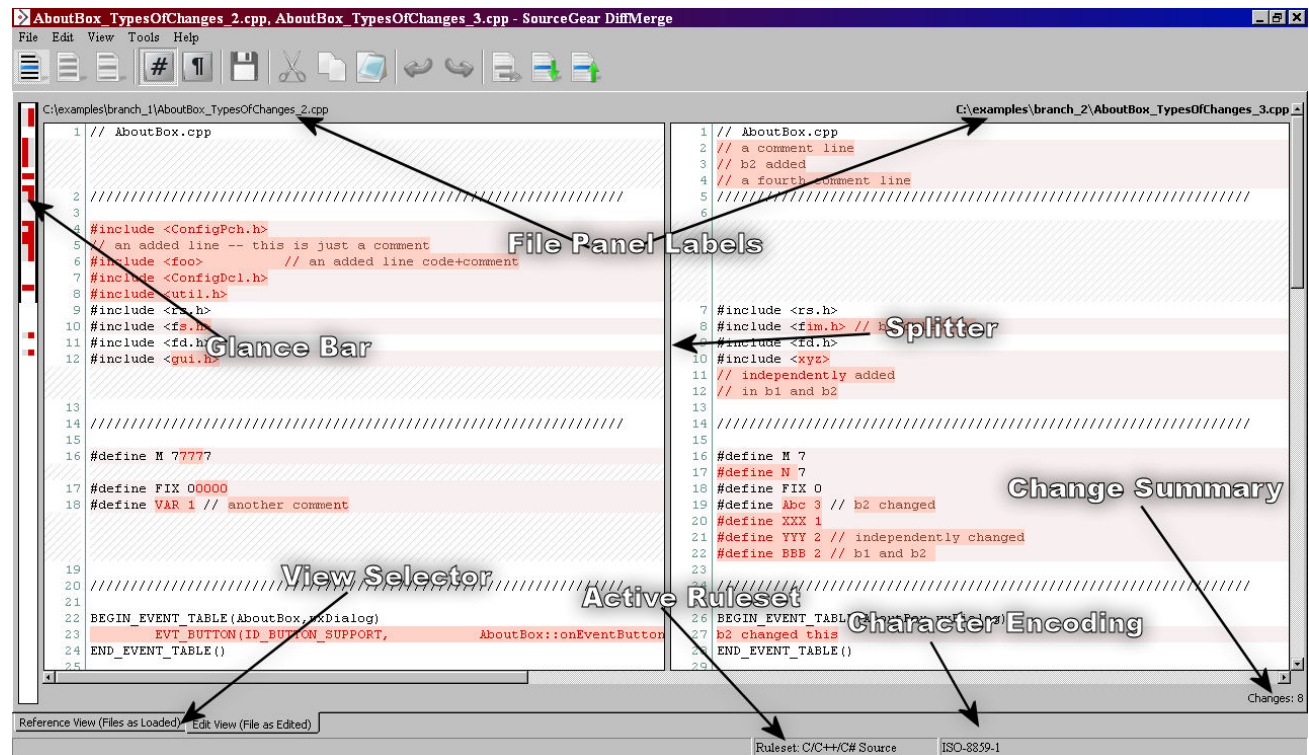 AboutBox_TypesOfChanges_2.cpp, AboutBox_TypesOfChanges_3.cpp - SourceGear DiffMerge
File Edit View Tools Help
# ¶
C:\examples\branch_1\AboutBox_TypesOfChanges_2.cpp
1 // AboutBox.cpp
2 ///////////////////////////////////////////////////////////////////
3
4 #include <ConfigPch.h>
5 // an added line -- this is just a comment
6 #include <foo> // an added line code+comment
7 #include <ConfigDcl.h>
8 #include <util.h>
9 #include <rs.h>
10 #include <fs.h>
11 #include <fd.h>
12 #include <gui.h>
13
14 ///////////////////////////////////////////////////////////////////
15
16 #define M 77777
17 #define FIX 00000
18 #define VAR 1 // another comment
19
20 ///////////////////////////////////////////////////////////////////
21
22 BEGIN_EVENT_TABLE(AboutBox,wxDialog)
23 EVT_BUTTON(ID_BUTTON_SUPPORT, AboutBox::onEventButton
24 END_EVENT_TABLE()
25
C:\examples\branch_2\AboutBox_TypesOfChanges_3.cpp
1 // AboutBox.cpp
2 // a comment line
3 // b2 added
4 // a fourth comment line
5 ///////////////////////////////////////////////////////////////////
6
7 #include <rs.h>
8 #include <fim.h> //
9 #include <fd.h>
10 #include <xyz>
11 // independently added
12 // in b1 and b2
13
14 ///////////////////////////////////////////////////////////////////
15
16 #define M 7
17 #define N 7
18 #define FIX 0
19 #define Abc 3 // b2 changed
20 #define XXX 1
21 #define YYY 2 // independently changed
22 #define BBB 2 // b1 and b2
23
24 ///////////////////////////////////////////////////////////////////
26 BEGIN_EVENT_TABLE(AboutBox,wxDialog)
27 b2 changed this
28 END_EVENT_TABLE()
29
File Panel Labels
Glance Bar
Splitter
Change Summary
View Selector
Active Ruleset
Character Encoding
Changes: 8
Reference View (Files as Loaded)
Edit View (File as Edited)
Ruleset: C/C++/C# Source
ISO-8859-1